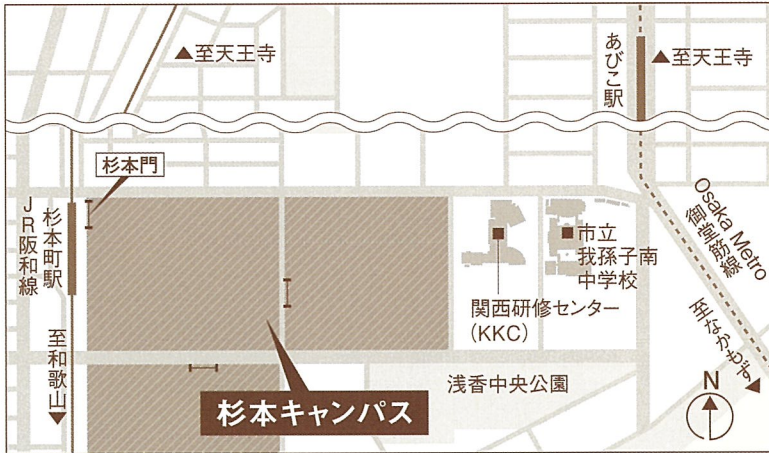 ▲至天王寺
あびこ駅
▲至天王寺
杉本門
杉本町駅
JR阪和線
Osaka Metro
御堂筋線
市立
我孫子南
中学校
関西研修センター
(KKC)
至和歌山▼
至なかもず▼
浅香中央公園
N
杉本キャンパス